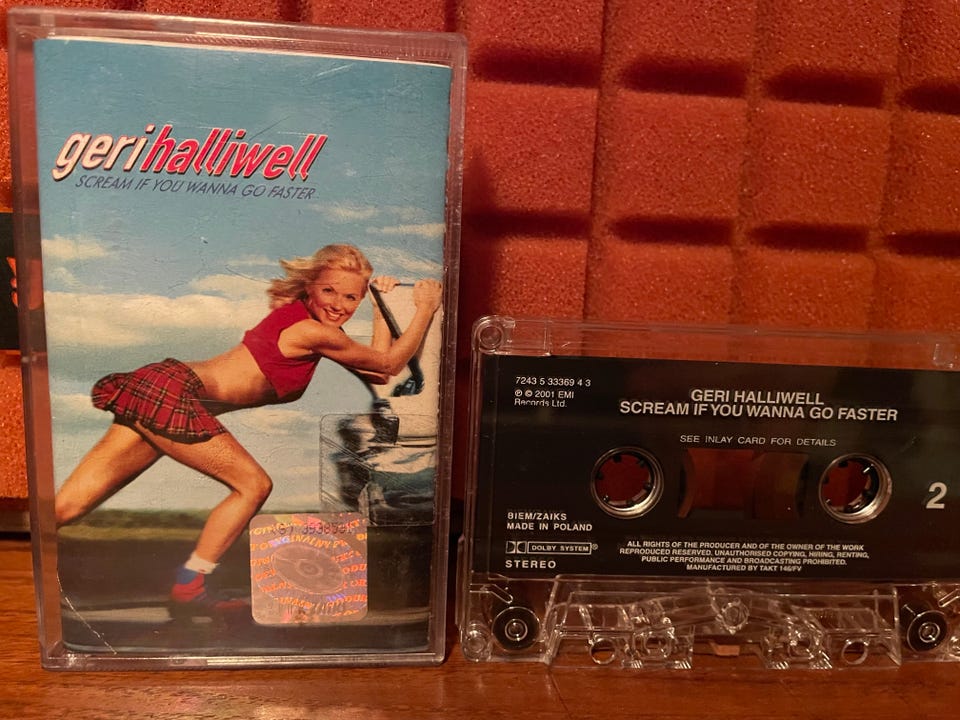 geri halliwell
SCREAM IF YOU WANNA GO FASTER
7243 5 33369 4 3
℗ © 2001 EMI
Records Ltd.
GERI HALLIWELL
SCREAM IF YOU WANNA GO FASTER
SEE INLAY CARD FOR DETAILS
2
BIEM/ZAIKS
MADE IN POLAND
DOLBY SYSTEM®
STEREO
ALL RIGHTS OF THE PRODUCER AND OF THE OWNER OF THE WORK
REPRODUCED RESERVED. UNAUTHORISED COPYING, HIRING, RENTING,
PUBLIC PERFORMANCE AND BROADCASTING PROHIBITED.
MANUFACTURED BY TAKT 146/FV